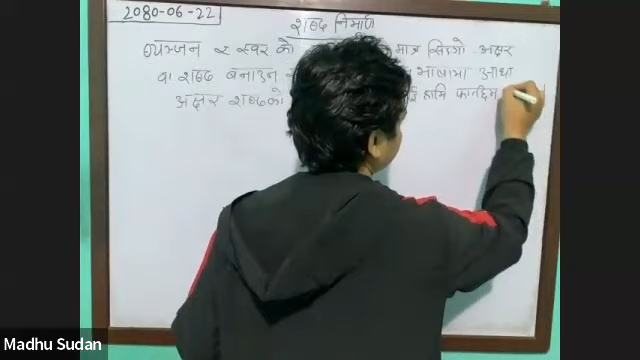 2080-06-22
शब्द निर्माण
व्यञ्जन र स्वर को मात्र सिङ्गो अक्षर
वा शब्द बनाउन भाषामा आधा
अक्षर शब्दको हामि
Madhu Sudan